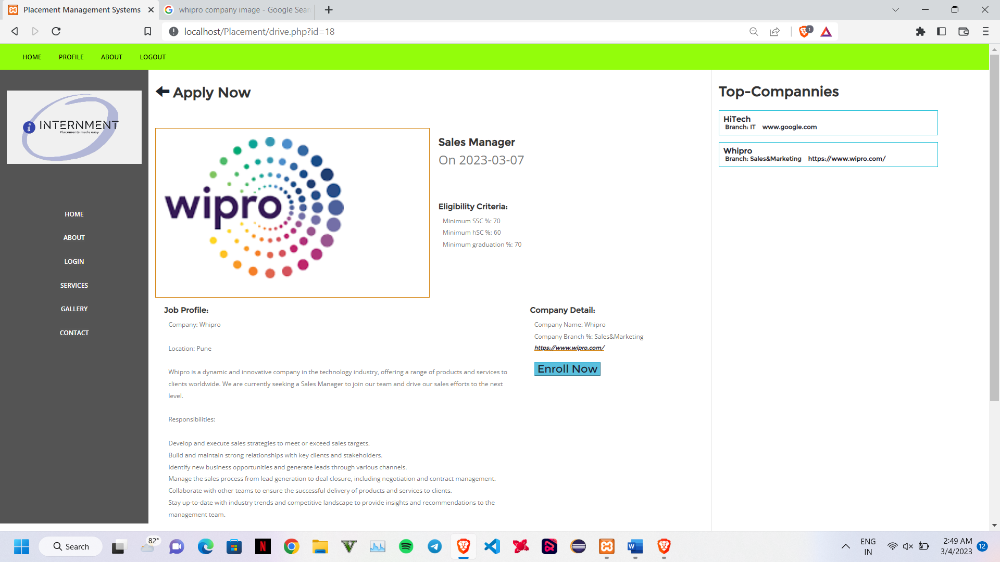 Placement Management Systems
whipro company image - Google Sear
localhost/Placement/drive.php?id=18
1
HOME PROFILE ABOUT LOGOUT
i INTERNMENT
Placements made easy
HOME
ABOUT
LOGIN
SERVICES
GALLERY
CONTACT
Apply Now
wipro
Sales Manager
On 2023-03-07
Eligibility Criteria:
Minimum SSC %: 70
Minimum hSC %: 60
Minimum graduation %: 70
Job Profile:
Company: Whipro
Location: Pune
Whipro is a dynamic and innovative company in the technology industry, offering a range of products and services to
clients worldwide. We are currently seeking a Sales Manager to join our team and drive our sales efforts to the next
level.
Responsibilities:
Develop and execute sales strategies to meet or exceed sales targets.
Build and maintain strong relationships with key clients and stakeholders.
Identify new business opportunities and generate leads through various channels.
Manage the sales process from lead generation to deal closure, including negotiation and contract management.
Collaborate with other teams to ensure the successful delivery of products and services to clients.
Stay up-to-date with industry trends and competitive landscape to provide insights and recommendations to the
management team.
Company Detail:
Company Name: Whipro
Company Branch %: Sales&Marketing
https://www.wipro.com/
Enroll Now
Top-Compannies
HiTech
Branch: IT www.google.com
Whipro
Branch: Sales&Marketing https://www.wipro.com/
Search
82°
N
V
W
ENG
IN
2:49 AM
3/4/2023
12